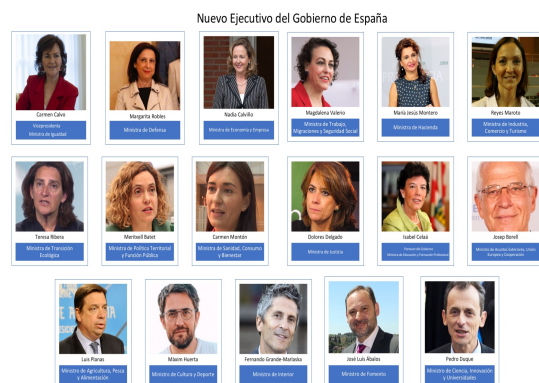 Nuevo Ejecutivo del Gobierno de España
Carmen Calvo
Vicepresidenta
Ministra de Igualdad
Margarita Robles
Ministra de Defensa
Nadia Calviño
Ministra de Economía y Empresa
Magdalena Valerio
Ministra de Trabajo,
Migraciones y Seguridad Social
María Jesús Montero
Ministra de Hacienda
Reyes Maroto
Ministra de Industria,
Comercio y Turismo
Teresa Ribera
Ministra de Transición
Ecológica
Meritxell Batet
Ministra de Política Territorial
y Función Pública
Carmen Montón
Ministra de Sanidad, Consumo
y Bienestar
Dolores Delgado
Ministra de Justicia
Isabel Celaá
Portavoz del Gobierno
Ministra de Educación y Formación Profesional
Josep Borell
Ministro de Asuntos Exteriores, Unión
Europea y Cooperación
Luis Planas
Ministro de Agricultura, Pesca
y Alimentación
Màxim Huerta
Ministro de Cultura y Deporte
Fernando Grande-Marlaska
Ministro de Interior
José Luis Ábalos
Ministro de Fomento
Pedro Duque
Ministro de Ciencia, Innovación
y Universidades